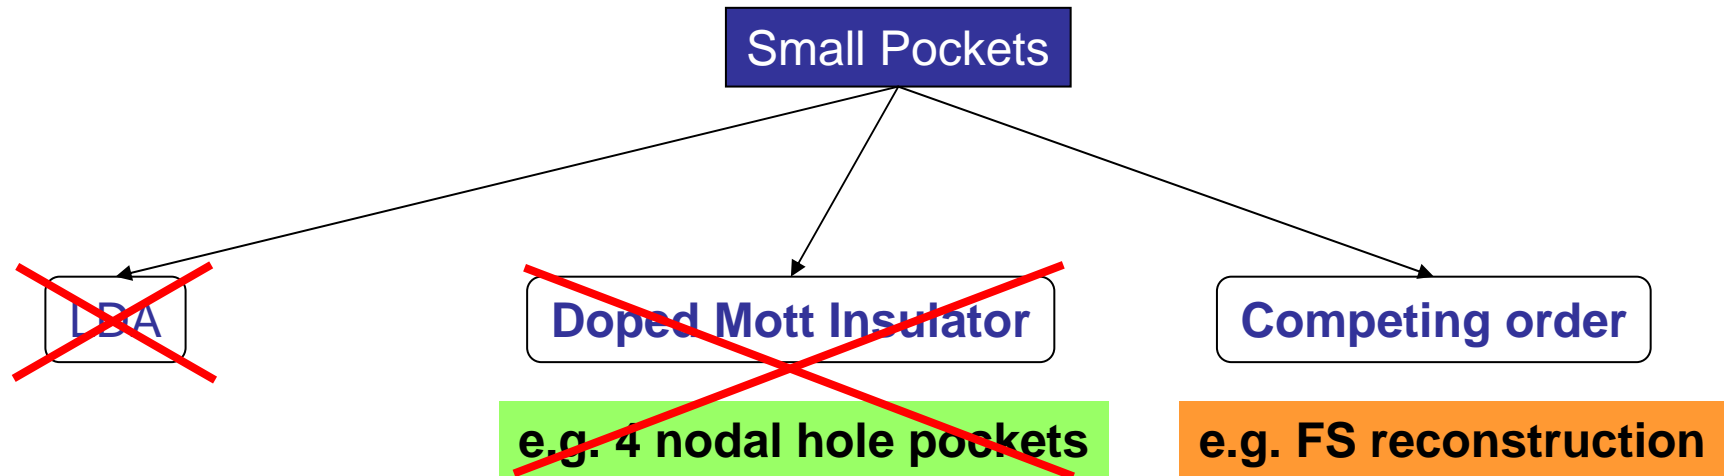 Small Pockets
LDA
Doped Mott Insulator
Competing order
e.g. 4 nodal hole pockets
e.g. FS reconstruction